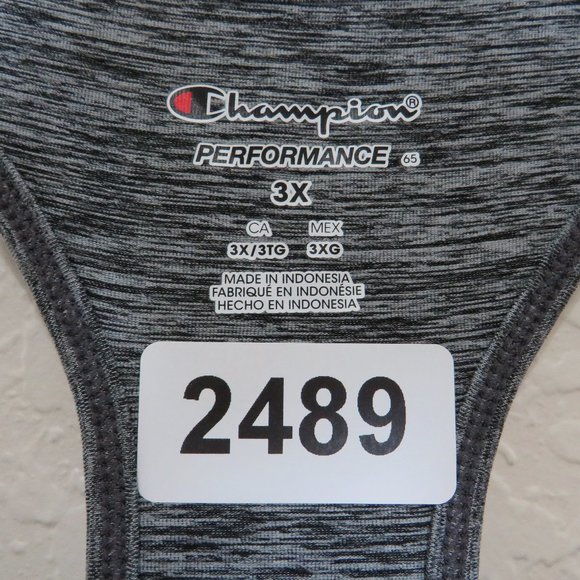 Champion®
PERFORMANCE 65
3X
CA MEX
3X/3TG 3XG
MADE IN INDONESIA
FABRIQUÉ EN INDONÉSIE
HECHO EN INDONESIA
2489